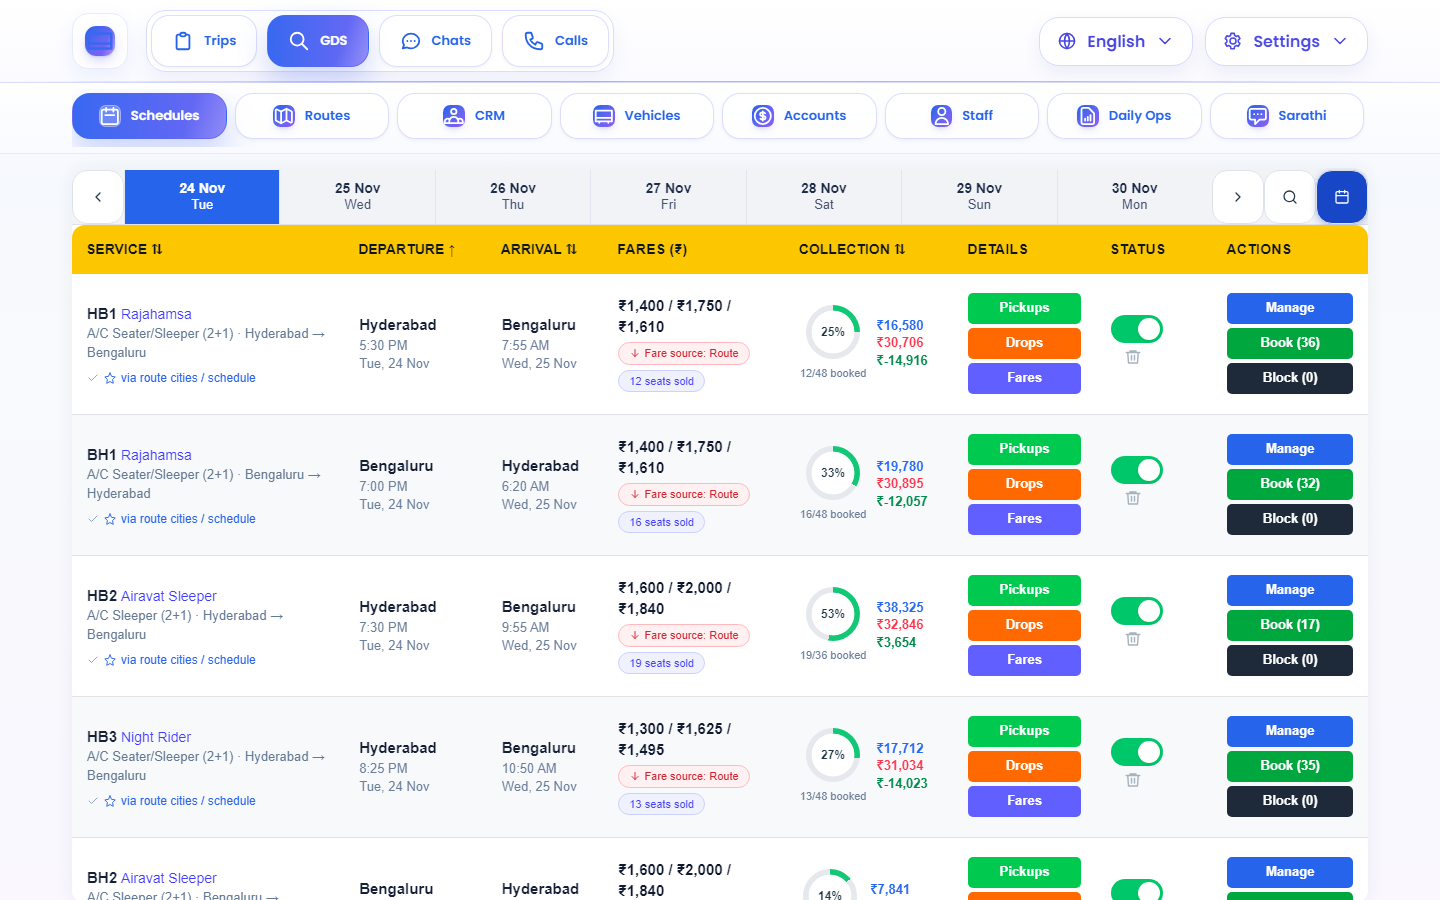 Trips
GDS
Chats
Calls
English
Settings
Schedules
Routes
CRM
Vehicles
Accounts
Staff
Daily Ops
Sarathi
24 Nov
Tue
25 Nov
Wed
26 Nov
Thu
27 Nov
Fri
28 Nov
Sat
29 Nov
Sun
30 Nov
Mon
SERVICE ⇅
DEPARTURE ↑
ARRIVAL ⇅
FARES (₹)
COLLECTION ⇅
DETAILS
STATUS
ACTIONS
HB1 Rajahamsa
A/C Seater/Sleeper (2+1) · Hyderabad →
Bengaluru
via route cities / schedule
Hyderabad
5:30 PM
Tue, 24 Nov
Bengaluru
7:55 AM
Wed, 25 Nov
₹1,400 / ₹1,750 /
₹1,610
↓ Fare source: Route
12 seats sold
25%
12/48 booked
₹16,580
₹30,706
₹-14,916
Pickups
Drops
Fares
Manage
Book (36)
Block (0)
BH1 Rajahamsa
A/C Seater/Sleeper (2+1) · Bengaluru →
Hyderabad
via route cities / schedule
Bengaluru
7:00 PM
Tue, 24 Nov
Hyderabad
6:20 AM
Wed, 25 Nov
₹1,400 / ₹1,750 /
₹1,610
↓ Fare source: Route
16 seats sold
33%
16/48 booked
₹19,780
₹30,895
₹-12,057
Pickups
Drops
Fares
Manage
Book (32)
Block (0)
HB2 Airavat Sleeper
A/C Sleeper (2+1) · Hyderabad →
Bengaluru
via route cities / schedule
Hyderabad
7:30 PM
Tue, 24 Nov
Bengaluru
9:55 AM
Wed, 25 Nov
₹1,600 / ₹2,000 /
₹1,840
↓ Fare source: Route
19 seats sold
53%
19/36 booked
₹38,325
₹32,846
₹3,654
Pickups
Drops
Fares
Manage
Book (17)
Block (0)
HB3 Night Rider
A/C Seater/Sleeper (2+1) · Hyderabad →
Bengaluru
via route cities / schedule
Hyderabad
8:25 PM
Tue, 24 Nov
Bengaluru
10:50 AM
Wed, 25 Nov
₹1,300 / ₹1,625 /
₹1,495
↓ Fare source: Route
13 seats sold
27%
13/48 booked
₹17,712
₹31,034
₹-14,023
Pickups
Drops
Fares
Manage
Book (35)
Block (0)
BH2 Airavat Sleeper
A/C Sleeper (2+1) · Bengaluru →
Bengaluru
Hyderabad
₹1,600 / ₹2,000 /
₹1,840
14%
₹7,841
Pickups
Manage